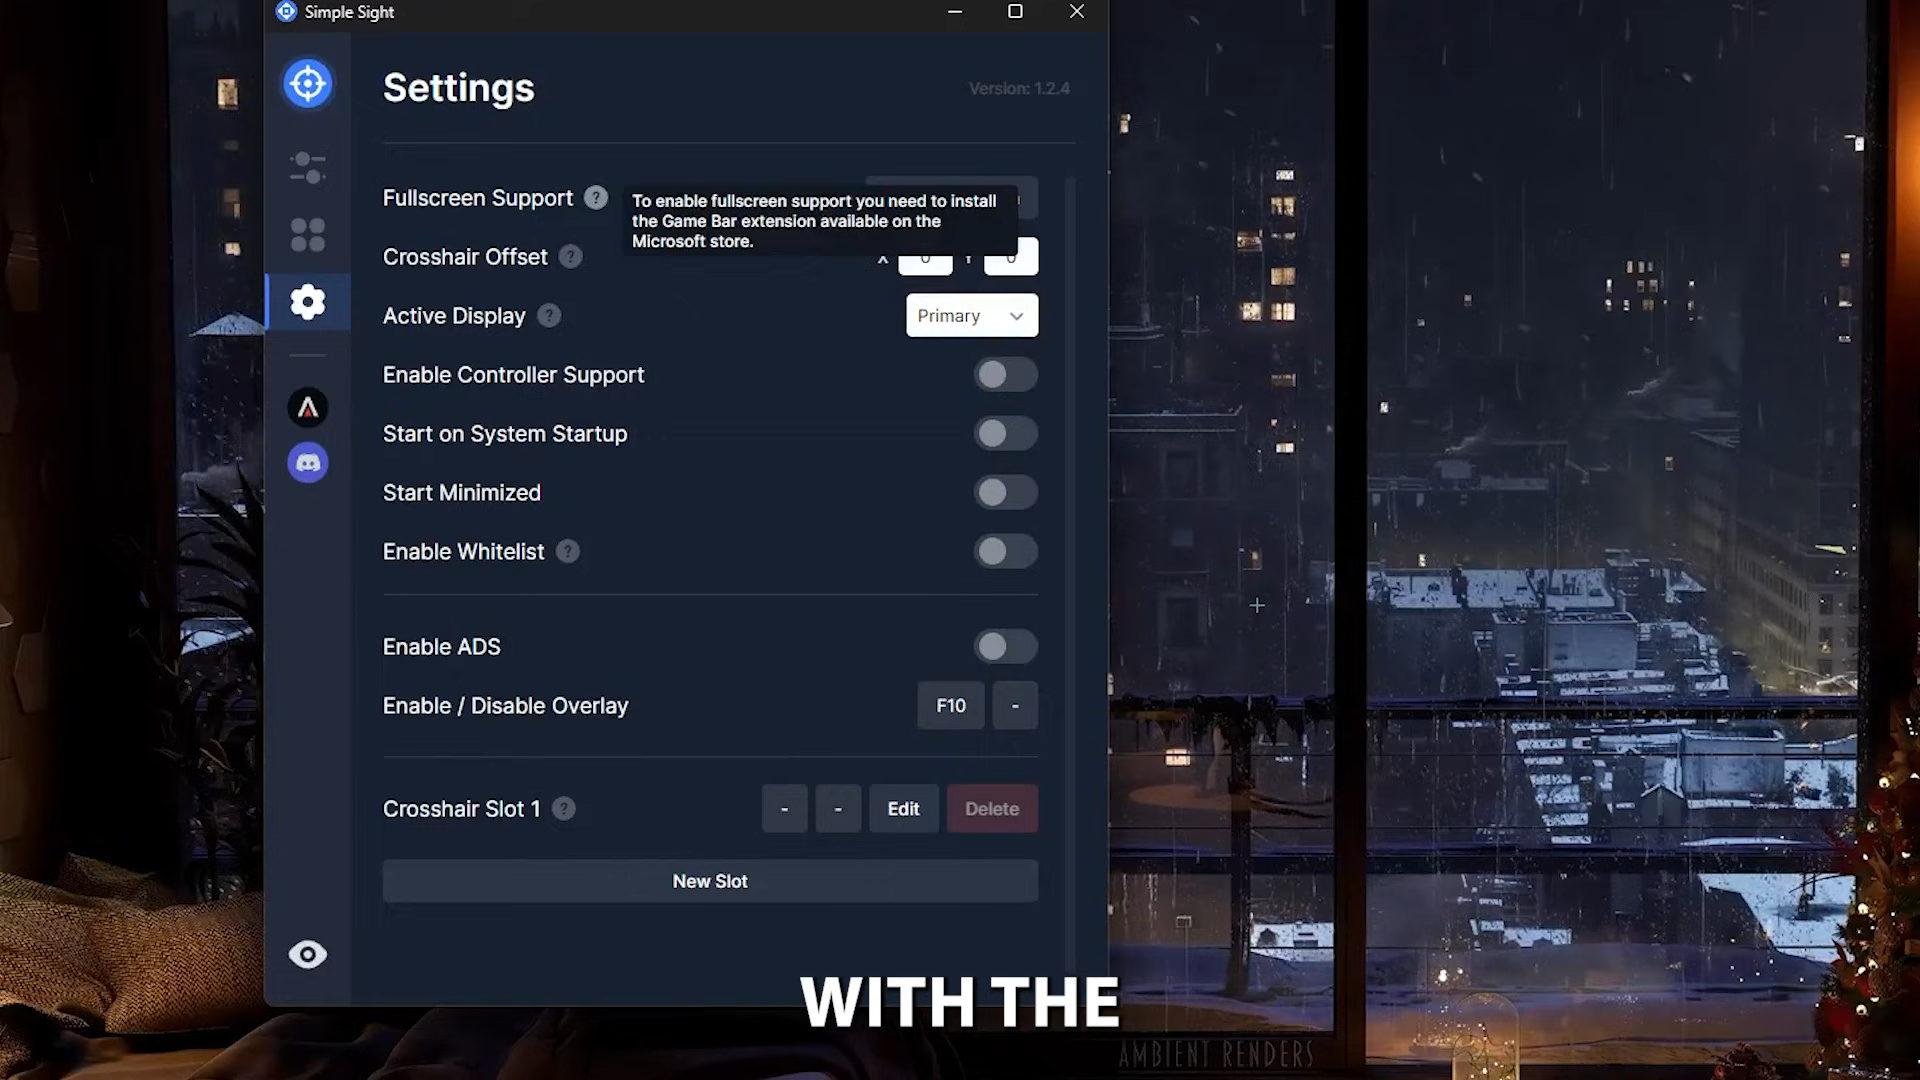 Simple Sight
Settings
Version: 1.2.4
Fullscreen Support ?
To enable fullscreen support you need to install
the Game Bar extension available on the
Microsoft store.
Crosshair Offset ? X 0 Y 0
Active Display ? Primary
Enable Controller Support
Start on System Startup
Start Minimized
Enable Whitelist ?
Enable ADS
Enable / Disable Overlay F10 -
Crosshair Slot 1 ? - - Edit Delete
New Slot
WITH THE
AMBIENT RENDERS